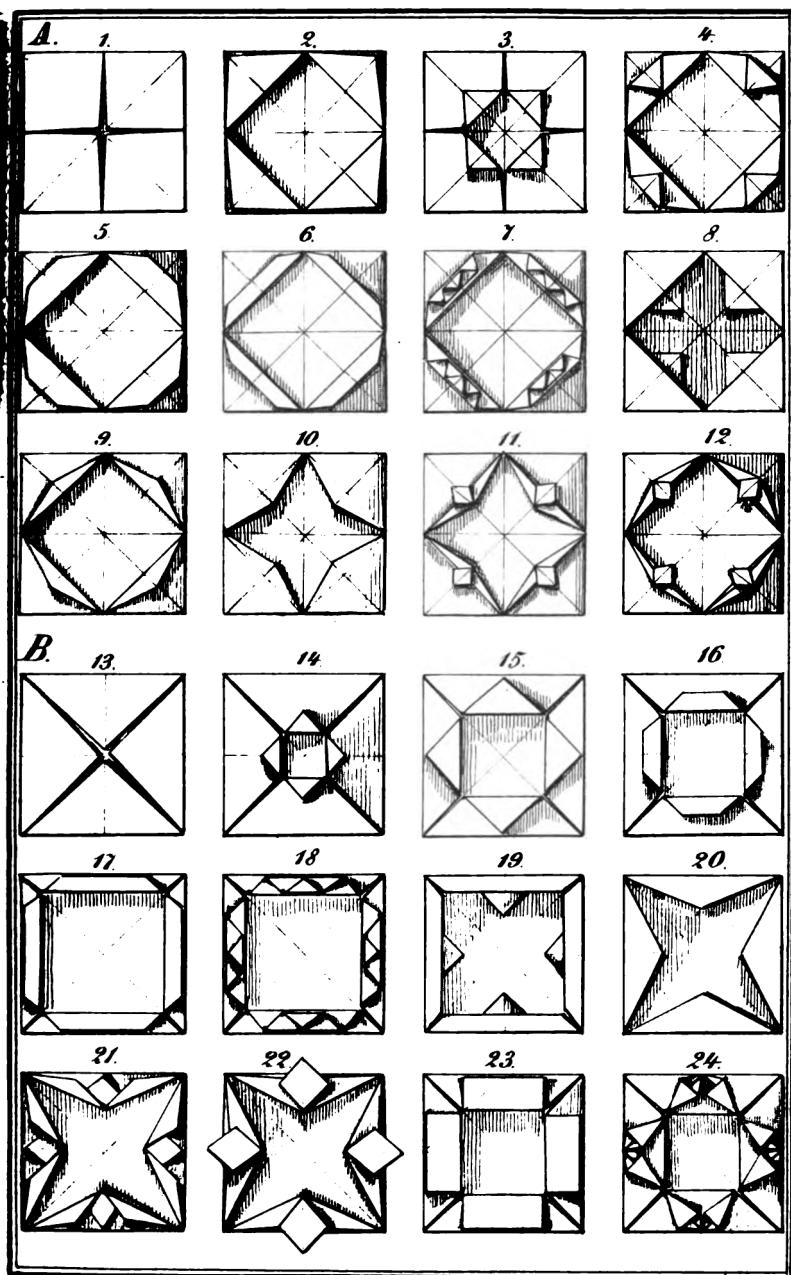 A. 1. 2. 3. 4.
5. 6. 7. 8.
9. 10. 11. 12
B. 13. 14. 15. 16
17. 18 19 20.
21. 22. 23. 24.